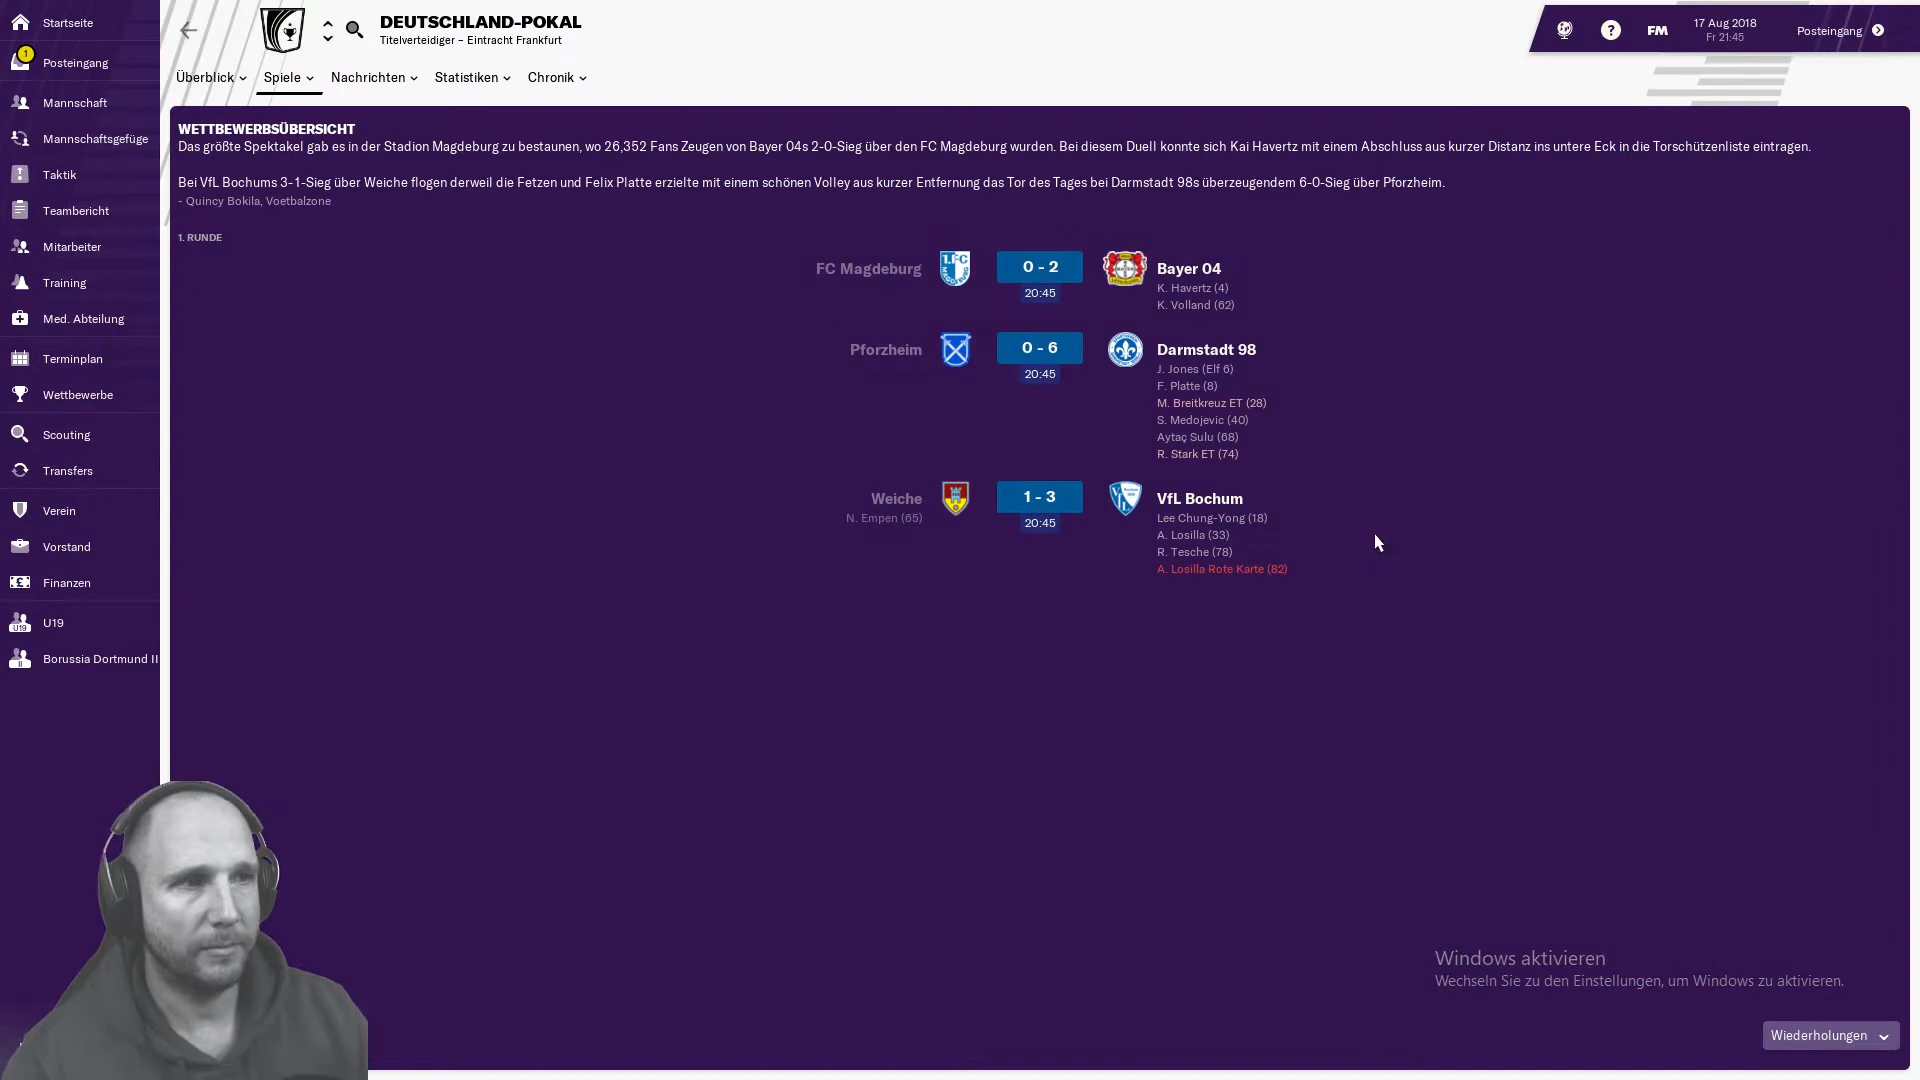 Startseite
1
Posteingang
Mannschaft
Mannschaftsgefüge
Taktik
Teambericht
Mitarbeiter
Training
Med. Abteilung
Terminplan
Wettbewerbe
Scouting
Transfers
Verein
Vorstand
Finanzen
U19
U19
II
Borussia Dortmund II
DEUTSCHLAND-POKAL
Titelverteidiger – Eintracht Frankfurt
?
FM
17 Aug 2018
Fr 21:45
Posteingang
Überblick
Spiele
Nachrichten
Statistiken
Chronik
WETTBEWERBSÜBERSICHT
Das größte Spektakel gab es in der Stadion Magdeburg zu bestaunen, wo 26,352 Fans Zeugen von Bayer 04s 2-0-Sieg über den FC Magdeburg wurden. Bei diesem Duell konnte sich Kai Havertz mit einem Abschluss aus kurzer Distanz ins untere Eck in die Torschützenliste eintragen.
Bei VfL Bochums 3-1-Sieg über Weiche flogen derweil die Fetzen und Felix Platte erzielte mit einem schönen Volley aus kurzer Entfernung das Tor des Tages bei Darmstadt 98s überzeugendem 6-0-Sieg über Pforzheim.
- Quincy Bokila, Voetbalzone
1. RUNDE
FC Magdeburg 0 - 2 Bayer 04
20:45
K. Havertz (4)
K. Volland (62)
Pforzheim 0 - 6 Darmstadt 98
20:45
J. Jones (Elf 6)
F. Platte (8)
M. Breitkreuz ET (28)
S. Medojevic (40)
Aytaç Sulu (68)
R. Stark ET (74)
Weiche 1 - 3 VfL Bochum
N. Empen (65)
20:45
Lee Chung-Yong (18)
A. Losilla (33)
R. Tesche (78)
A. Losilla Rote Karte (82)
Windows aktivieren
Wechseln Sie zu den Einstellungen, um Windows zu aktivieren.
Wiederholungen